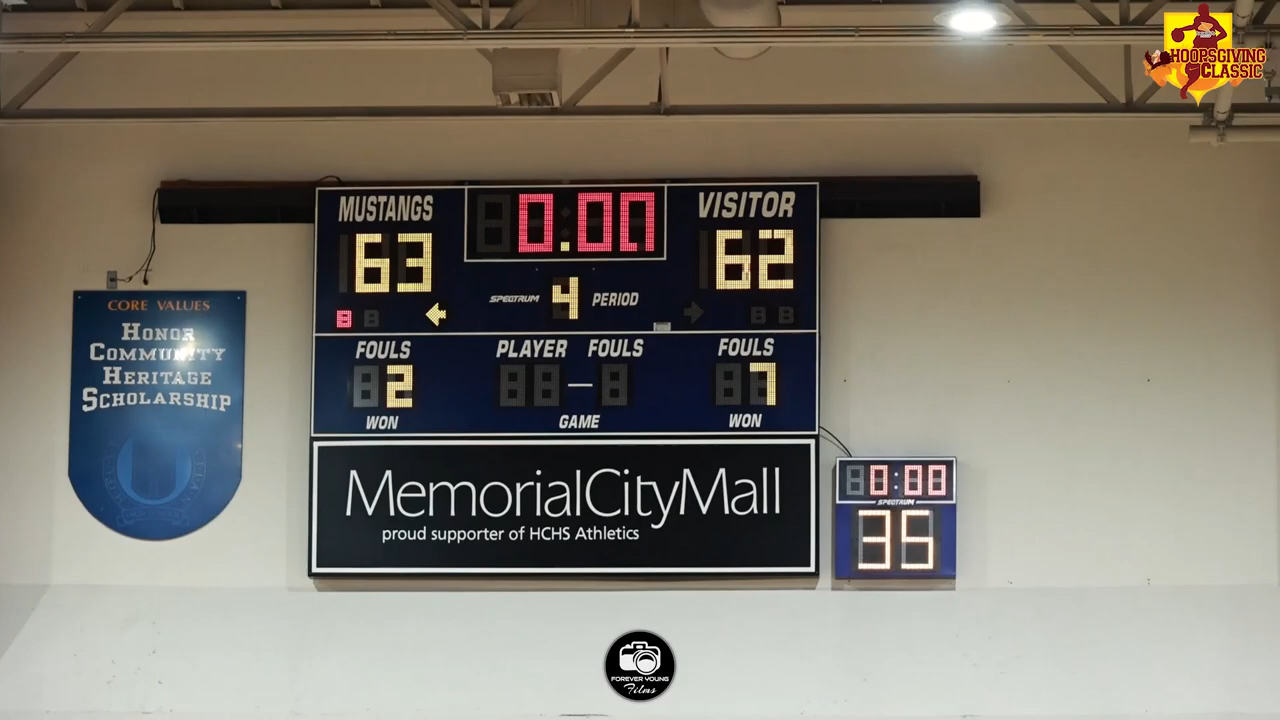 HOOPSGIVING
CLASSIC
MUSTANGS
0.00
VISITOR
63
62
SPECTRUM
4
PERIOD
B
FOULS
PLAYER FOULS
FOULS
2
7
WON
GAME
WON
CORE VALUES
HONOR
COMMUNITY
HERITAGE
SCHOLARSHIP
U
MemorialCityMall
proud supporter of HCHS Athletics
0:00
SPECTRUM
35
FOREVER YOUNG
Films